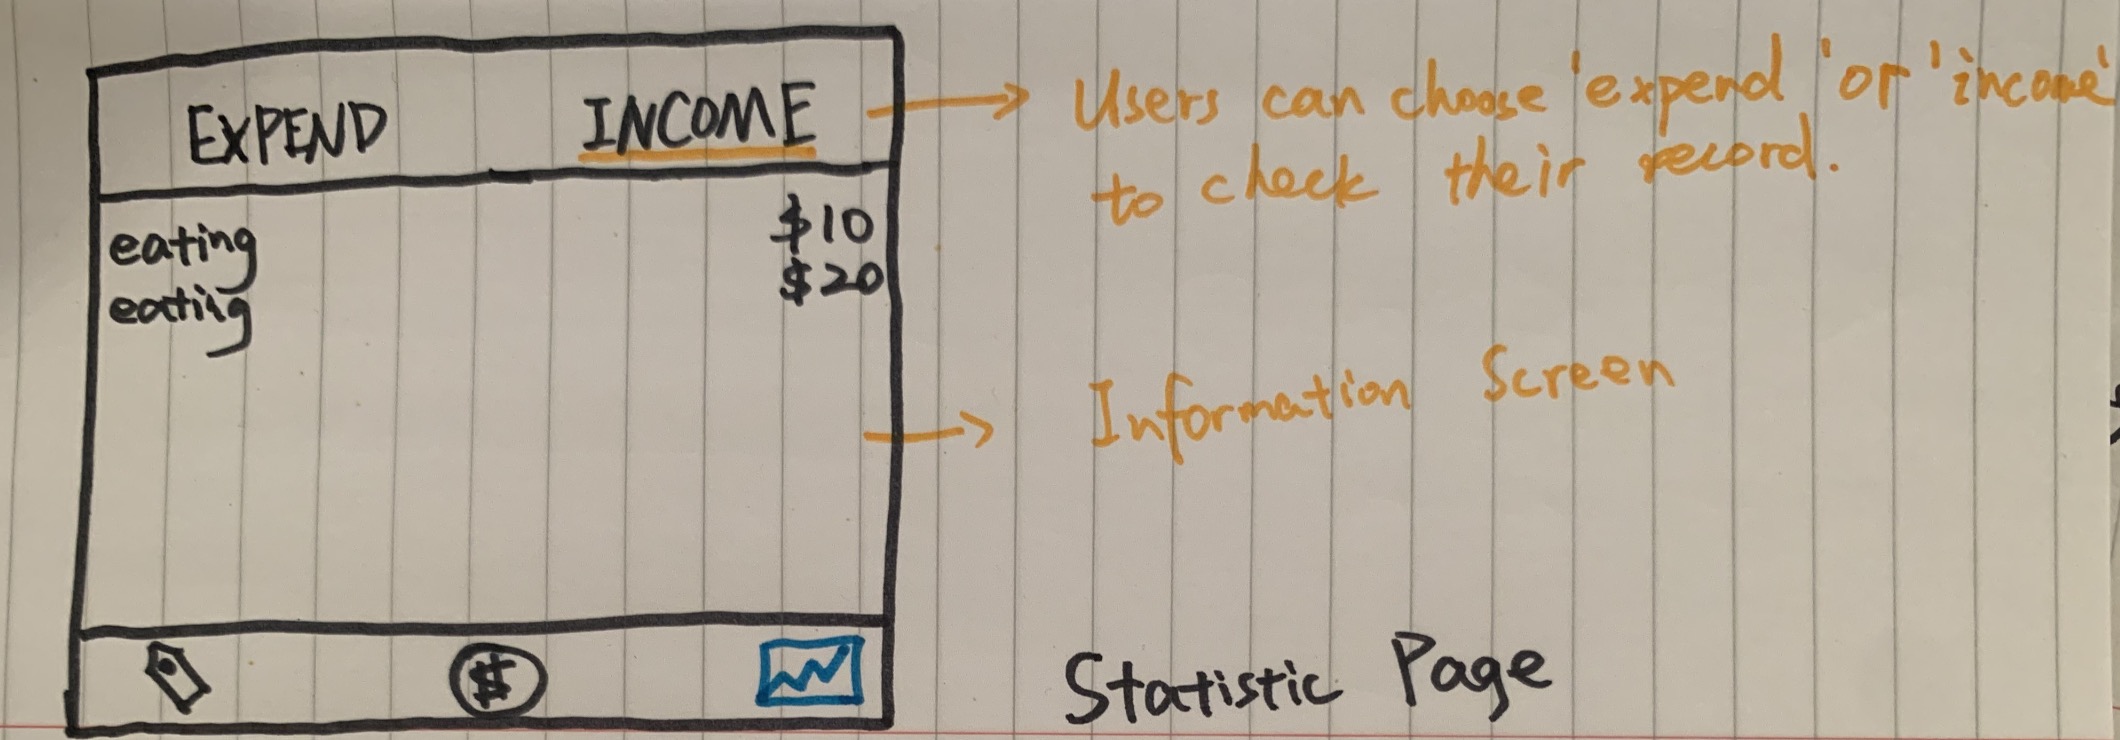 EXPEND INCOME
Users can choose 'expend' or 'income'
to check their record.
eating $10
eating $20
Information Screen
$
Statistic Page